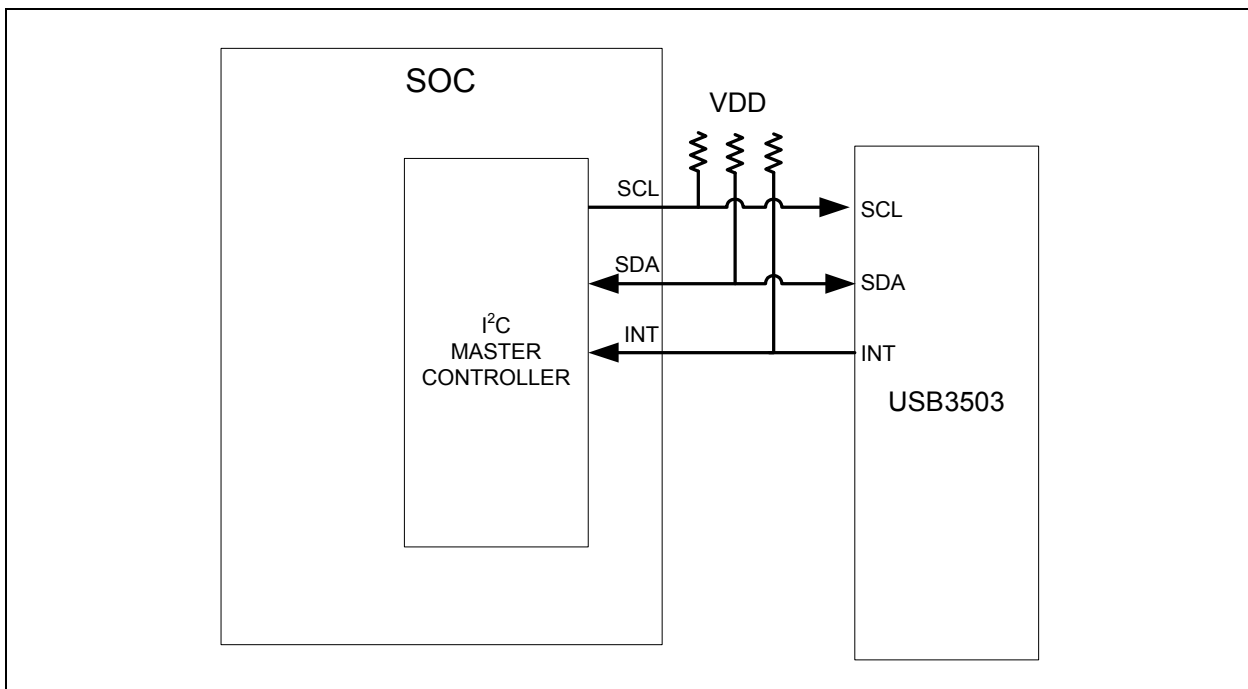 SOC
VDD
SCL
SCL
SDA
SDA
INT
INT
I²C
MASTER
CONTROLLER
USB3503